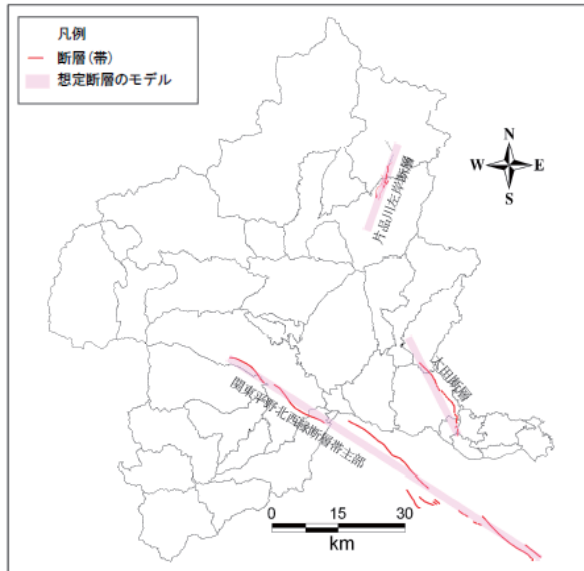 凡例
断層(帯)
想定断層のモデル
N
W E
S
片品川左岸断層
太田断層
関東平野北西縁断層帯主部
0 15 30
km